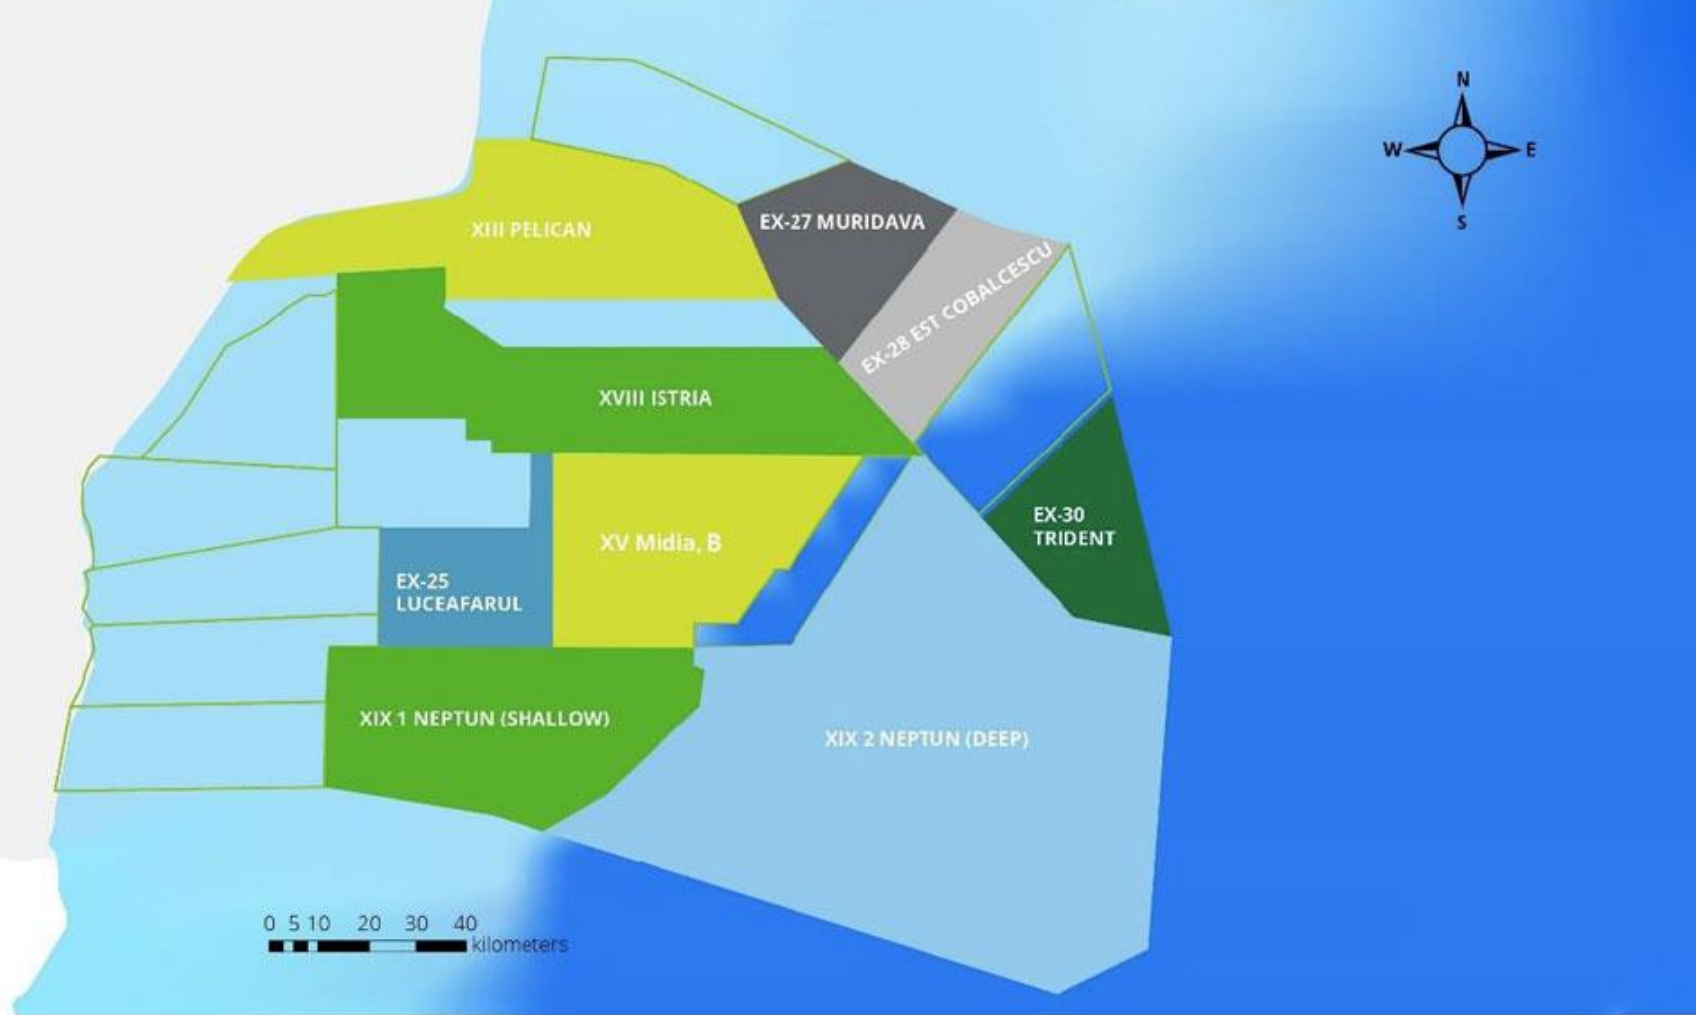 N
W E
S
XIII PELICAN
EX-27 MURIDAVA
EX-28 EST COBALCESCU
XVIII ISTRIA
EX-30
TRIDENT
XV Midia, B
EX-25
LUCEAFARUL
XIX 1 NEPTUN (SHALLOW)
XIX 2 NEPTUN (DEEP)
0 5 10 20 30 40
kilometers